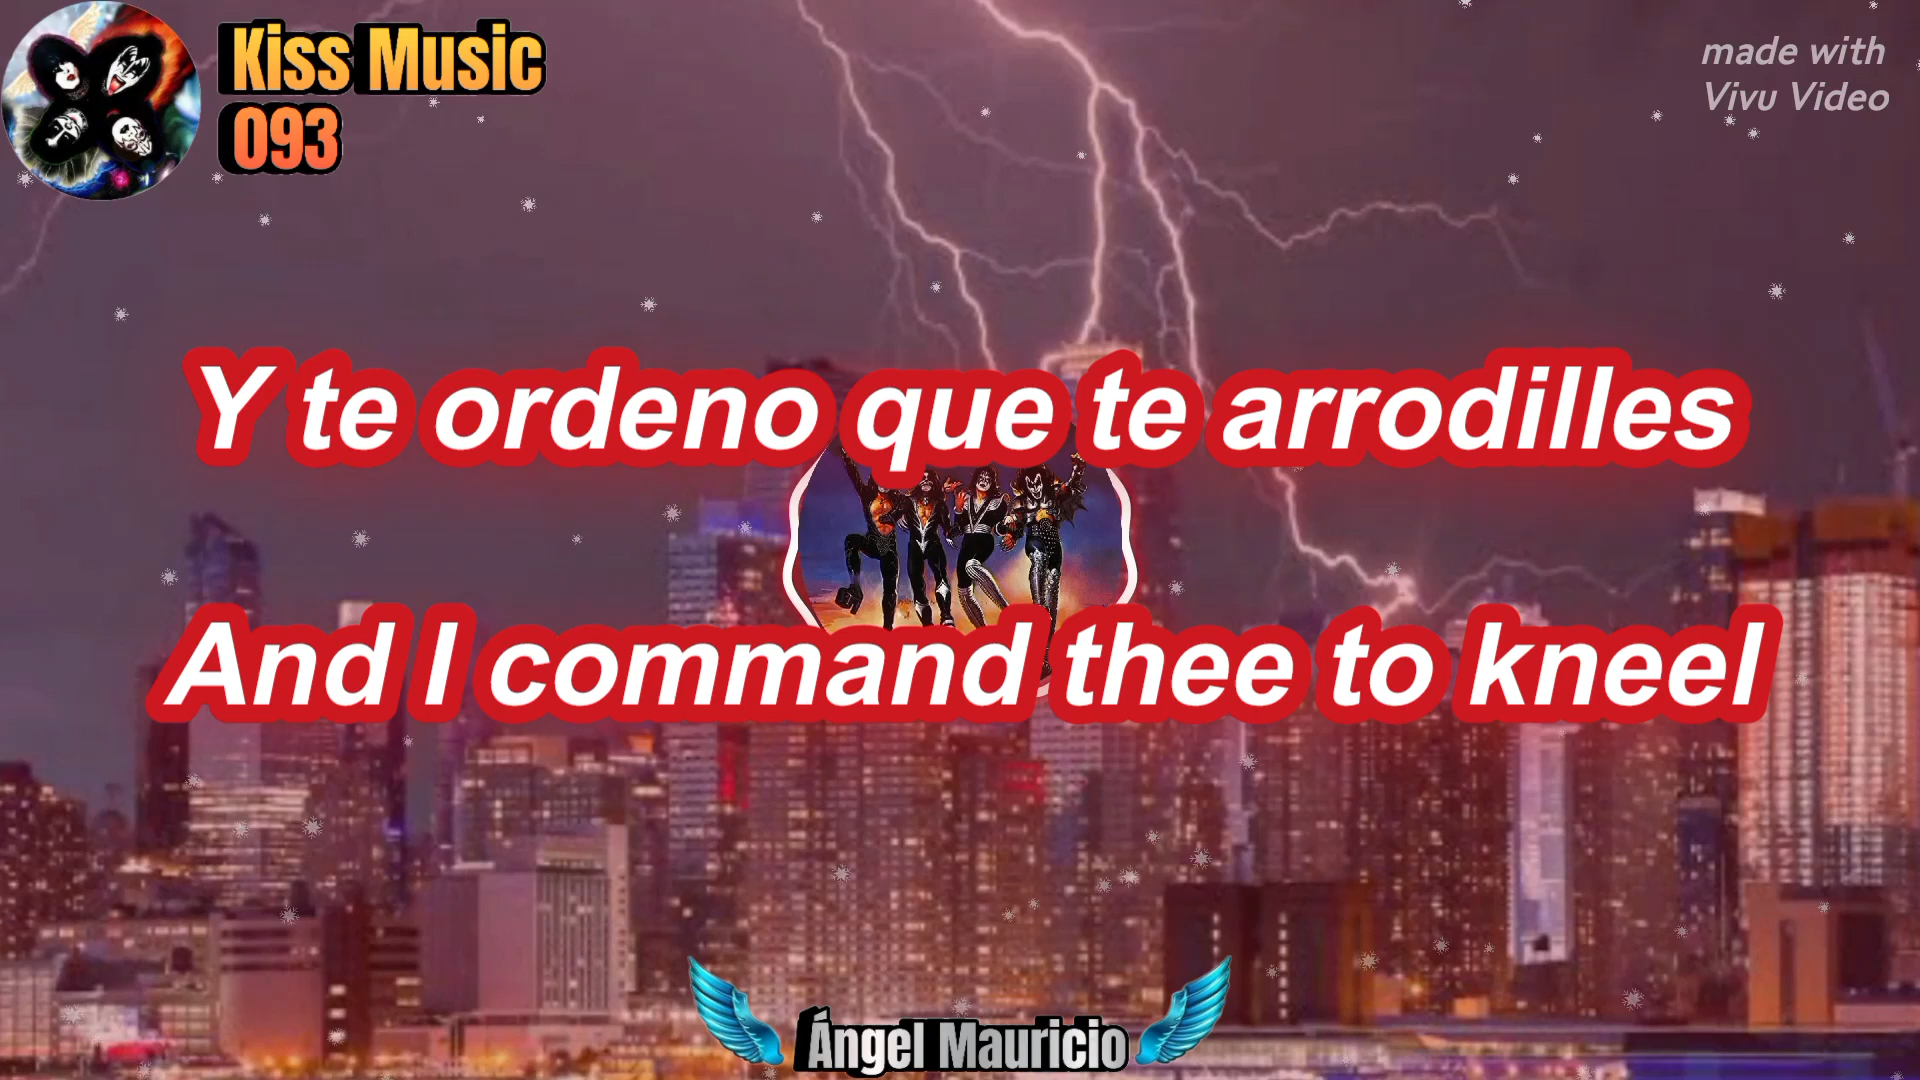 Kiss Music
093
made with
Vivu Video
Y te ordeno que te arrodilles
And I command thee to kneel
Ángel Mauricio